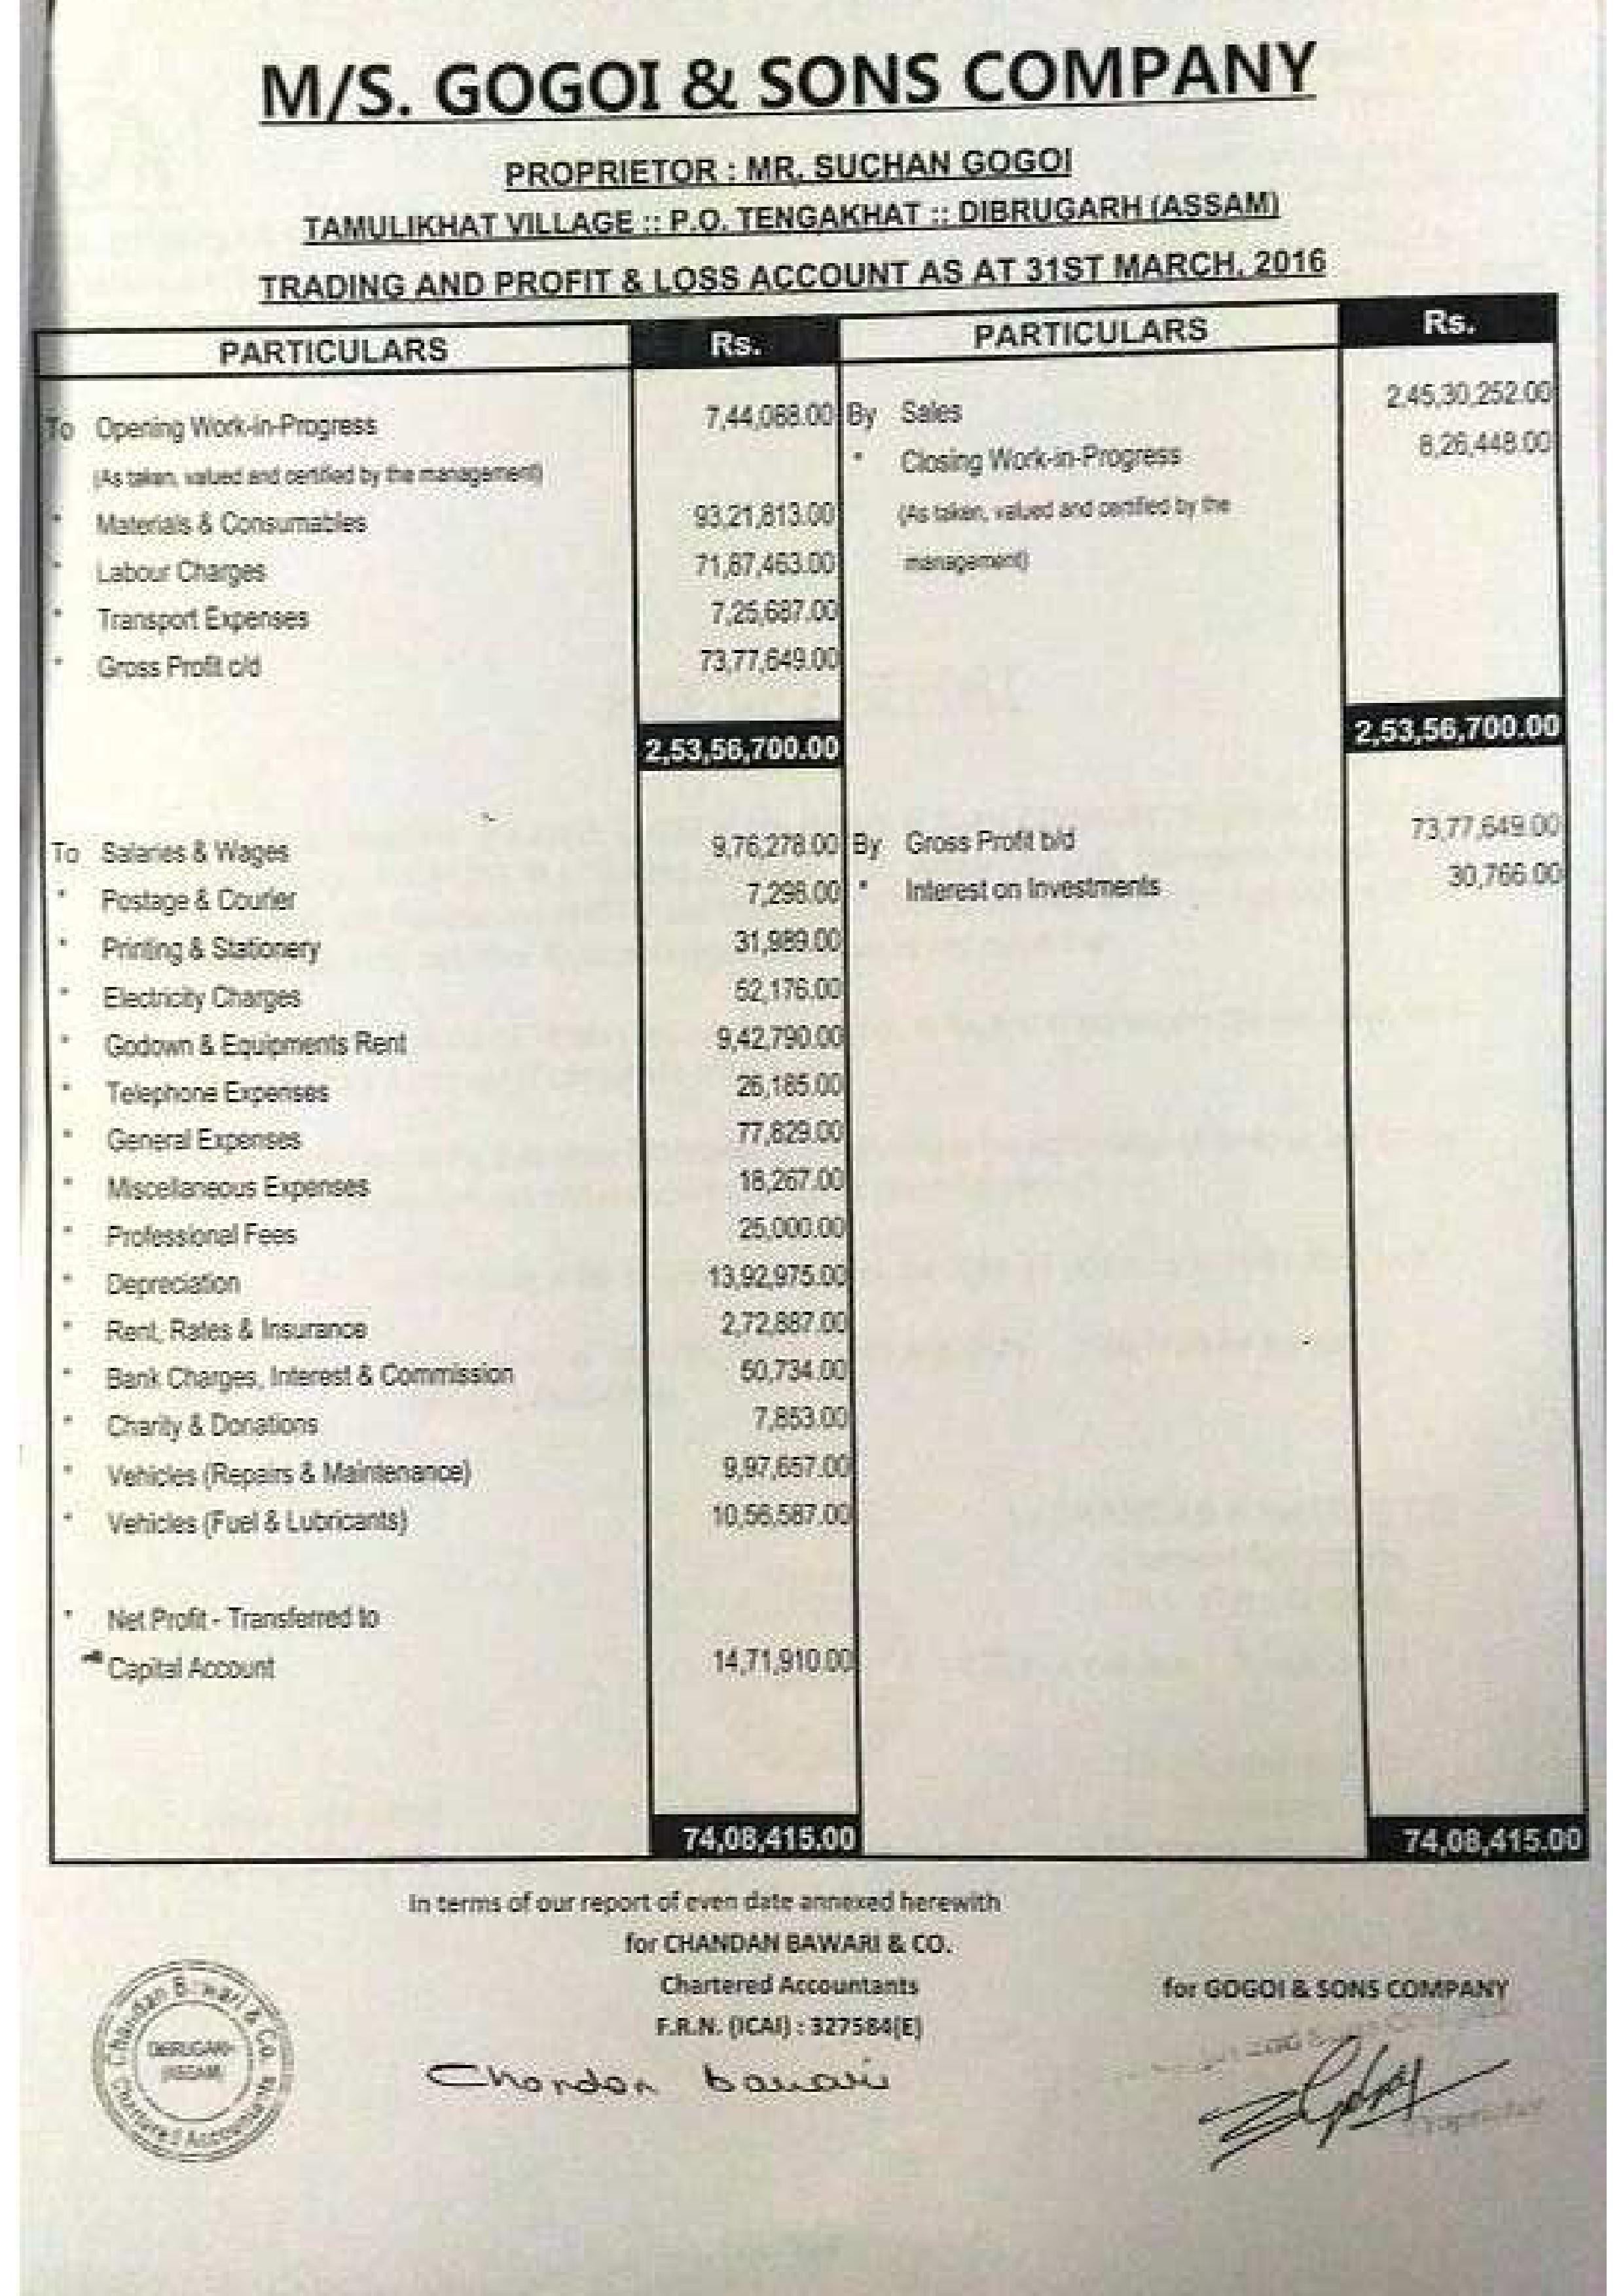 M/S. GOGOI & SONS COMPANY
PROPRIETOR : MR. SUCHAN GOGOI
TAMULIKHAT VILLAGE :: P.O. TENGAKHAT :: DIBRUGARH (ASSAM)
TRADING AND PROFIT & LOSS ACCOUNT AS AT 31ST MARCH, 2016
PARTICULARS Rs. PARTICULARS Rs.
To Opening Work-in-Progress 7,44,088.00 By Sales 2,45,30,252.00
(As taken, valued and certified by the management) " Closing Work-in-Progress 8,26,448.00
" Materials & Consumables 93,21,813.00 (As taken, valued and certified by the
" Labour Charges 71,87,463.00 management)
" Transport Expenses 7,25,687.00
" Gross Profit c/d 73,77,649.00
2,53,56,700.00 2,53,56,700.00
To Salaries & Wages 9,76,278.00 By Gross Profit b/d 73,77,649.00
" Postage & Courier 7,298.00 " Interest on Investments 30,766.00
" Printing & Stationery 31,989.00
" Electricity Charges 52,176.00
" Godown & Equipments Rent 9,42,790.00
" Telephone Expenses 26,185.00
" General Expenses 77,829.00
" Miscellaneous Expenses 18,267.00
" Professional Fees 25,000.00
" Depreciation 13,92,975.00
" Rent, Rates & Insurance 2,72,887.00
" Bank Charges, Interest & Commission 50,734.00
" Charity & Donations 7,853.00
" Vehicles (Repairs & Maintenance) 9,97,657.00
" Vehicles (Fuel & Lubricants) 10,56,587.00
" Net Profit - Transferred to
Capital Account 14,71,910.00
74,08,415.00 74,08,415.00
In terms of our report of even date annexed herewith
for CHANDAN BAWARI & CO.
Chartered Accountants
F.R.N. (ICAI) : 327584(E)
Chandan Bawari
for GOGOI & SONS COMPANY
Proprietor
Chandan Bawari & Co.
Chartered Accountants
DIBRUGARH
(ASSAM)